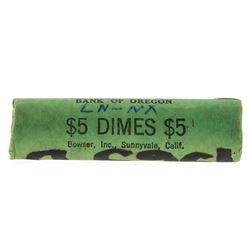 BANK OF OREGON
LN-NX
$5 DIMES $5
Bowser, Inc., Sunnyvale, Calif.